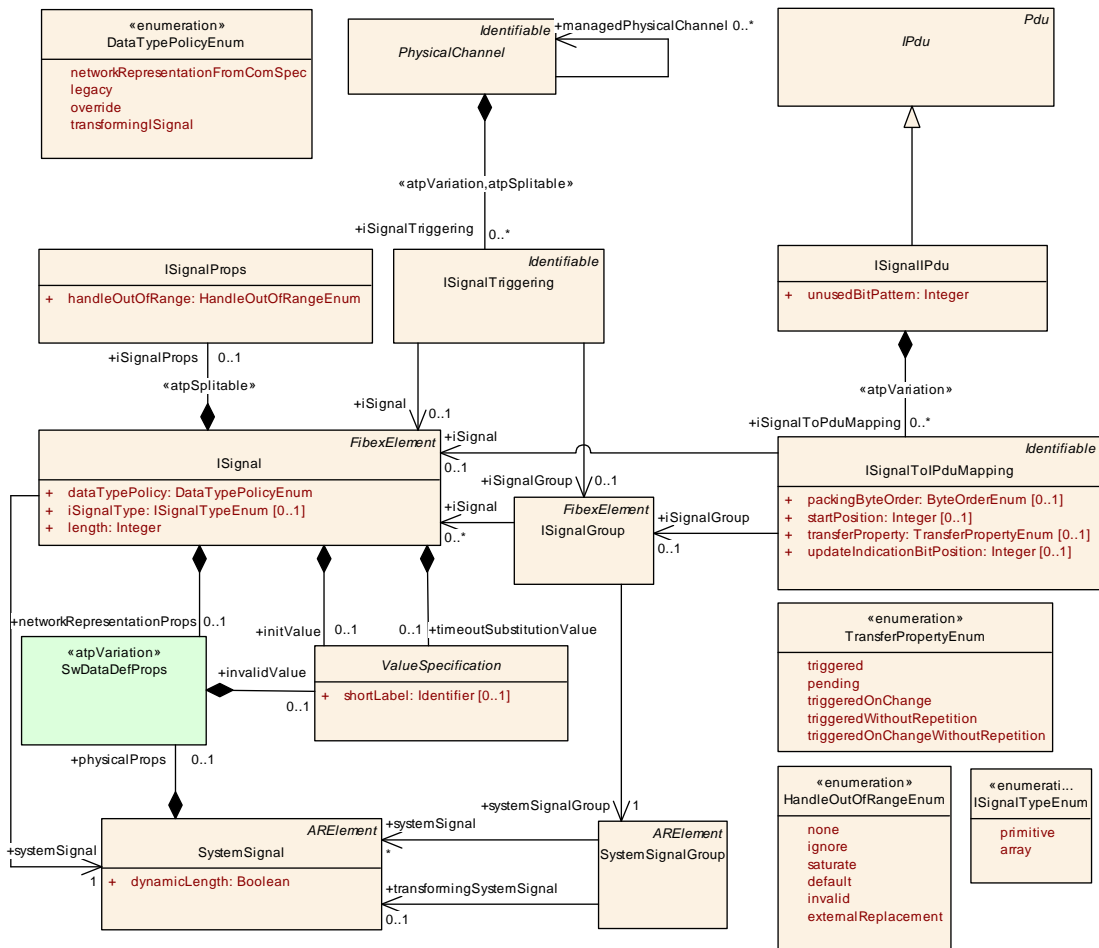 «enumeration»
DataTypePolicyEnum
networkRepresentationFromComSpec
legacy
override
transformingISignal
Identifiable
PhysicalChannel
+managedPhysicalChannel 0..*
Pdu
IPdu
«atpVariation,atpSplitable»
+iSignalTriggering
0..*
ISignalProps
+ handleOutOfRange: HandleOutOfRangeEnum
Identifiable
ISignalTriggering
ISignalIPdu
+ unusedBitPattern: Integer
+iSignalProps 0..1
«atpSplitable»
«atpVariation»
+iSignal
0..1
+iSignalToPduMapping 0..*
FibexElement
ISignal
+ dataTypePolicy: DataTypePolicyEnum
+ iSignalType: ISignalTypeEnum [0..1]
+ length: Integer
+iSignal
0..1
Identifiable
ISignalToIPduMapping
+ packingByteOrder: ByteOrderEnum [0..1]
+ startPosition: Integer [0..1]
+ transferProperty: TransferPropertyEnum [0..1]
+ updateIndicationBitPosition: Integer [0..1]
+iSignalGroup 0..1
+iSignal
0..*
FibexElement
ISignalGroup
+iSignalGroup
0..1
+networkRepresentationProps 0..1
+initValue 0..1
0..1 +timeoutSubstitutionValue
«enumeration»
TransferPropertyEnum
triggered
pending
triggeredOnChange
triggeredWithoutRepetition
triggeredOnChangeWithoutRepetition
«atpVariation»
SwDataDefProps
+invalidValue
0..1
ValueSpecification
+ shortLabel: Identifier [0..1]
+physicalProps 0..1
«enumeration»
HandleOutOfRangeEnum
none
ignore
saturate
default
invalid
externalReplacement
«enumerati...
ISignalTypeEnum
primitive
array
+systemSignalGroup 1
+systemSignal
1
ARElement
SystemSignal
+ dynamicLength: Boolean
+systemSignal
*
+transformingSystemSignal
0..1
ARElement
SystemSignalGroup